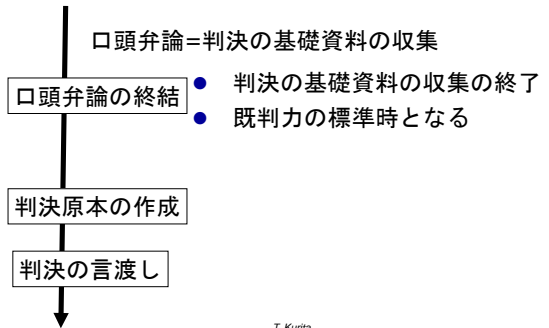 口頭弁論=判決の基礎資料の収集
口頭弁論の終結
● 判決の基礎資料の収集の終了
● 既判力の標準時となる
判決原本の作成
判決の言渡し
T. Kurita